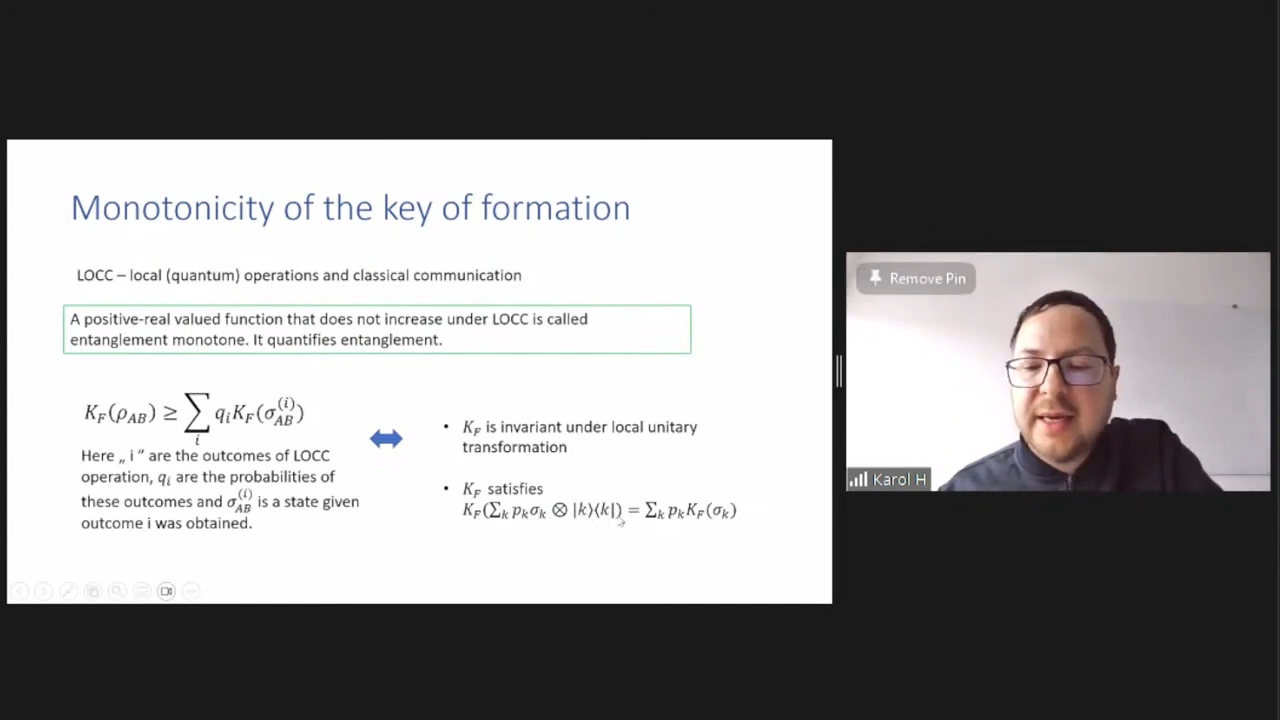 Monotonicity of the key of formation
LOCC – local (quantum) operations and classical communication
A positive-real valued function that does not increase under LOCC is called
entanglement monotone. It quantifies entanglement.
K_F(ρ_AB) ≥ ∑_i q_i K_F(σ_AB^(i))
Here „ i ” are the outcomes of LOCC
operation, q_i are the probabilities of
these outcomes and σ_AB^(i) is a state given
outcome i was obtained.
• K_F is invariant under local unitary
transformation
• K_F satisfies
K_F(∑_k p_k σ_k ⊗ |k⟩⟨k|) = ∑_k p_k K_F(σ_k)
Remove Pin
Karol H